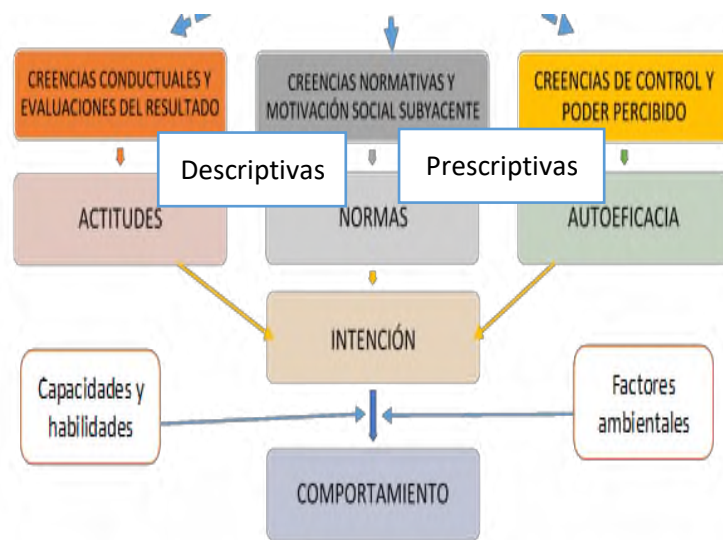 CREENCIAS CONDUCTUALES Y
EVALUACIONES DEL RESULTADO
CREENCIAS NORMATIVAS Y
MOTIVACIÓN SOCIAL SUBYACENTE
CREENCIAS DE CONTROL Y
PODER PERCIBIDO
Descriptivas
Prescriptivas
ACTITUDES
NORMAS
AUTOEFICACIA
INTENCIÓN
Capacidades y
habilidades
Factores
ambientales
COMPORTAMIENTO